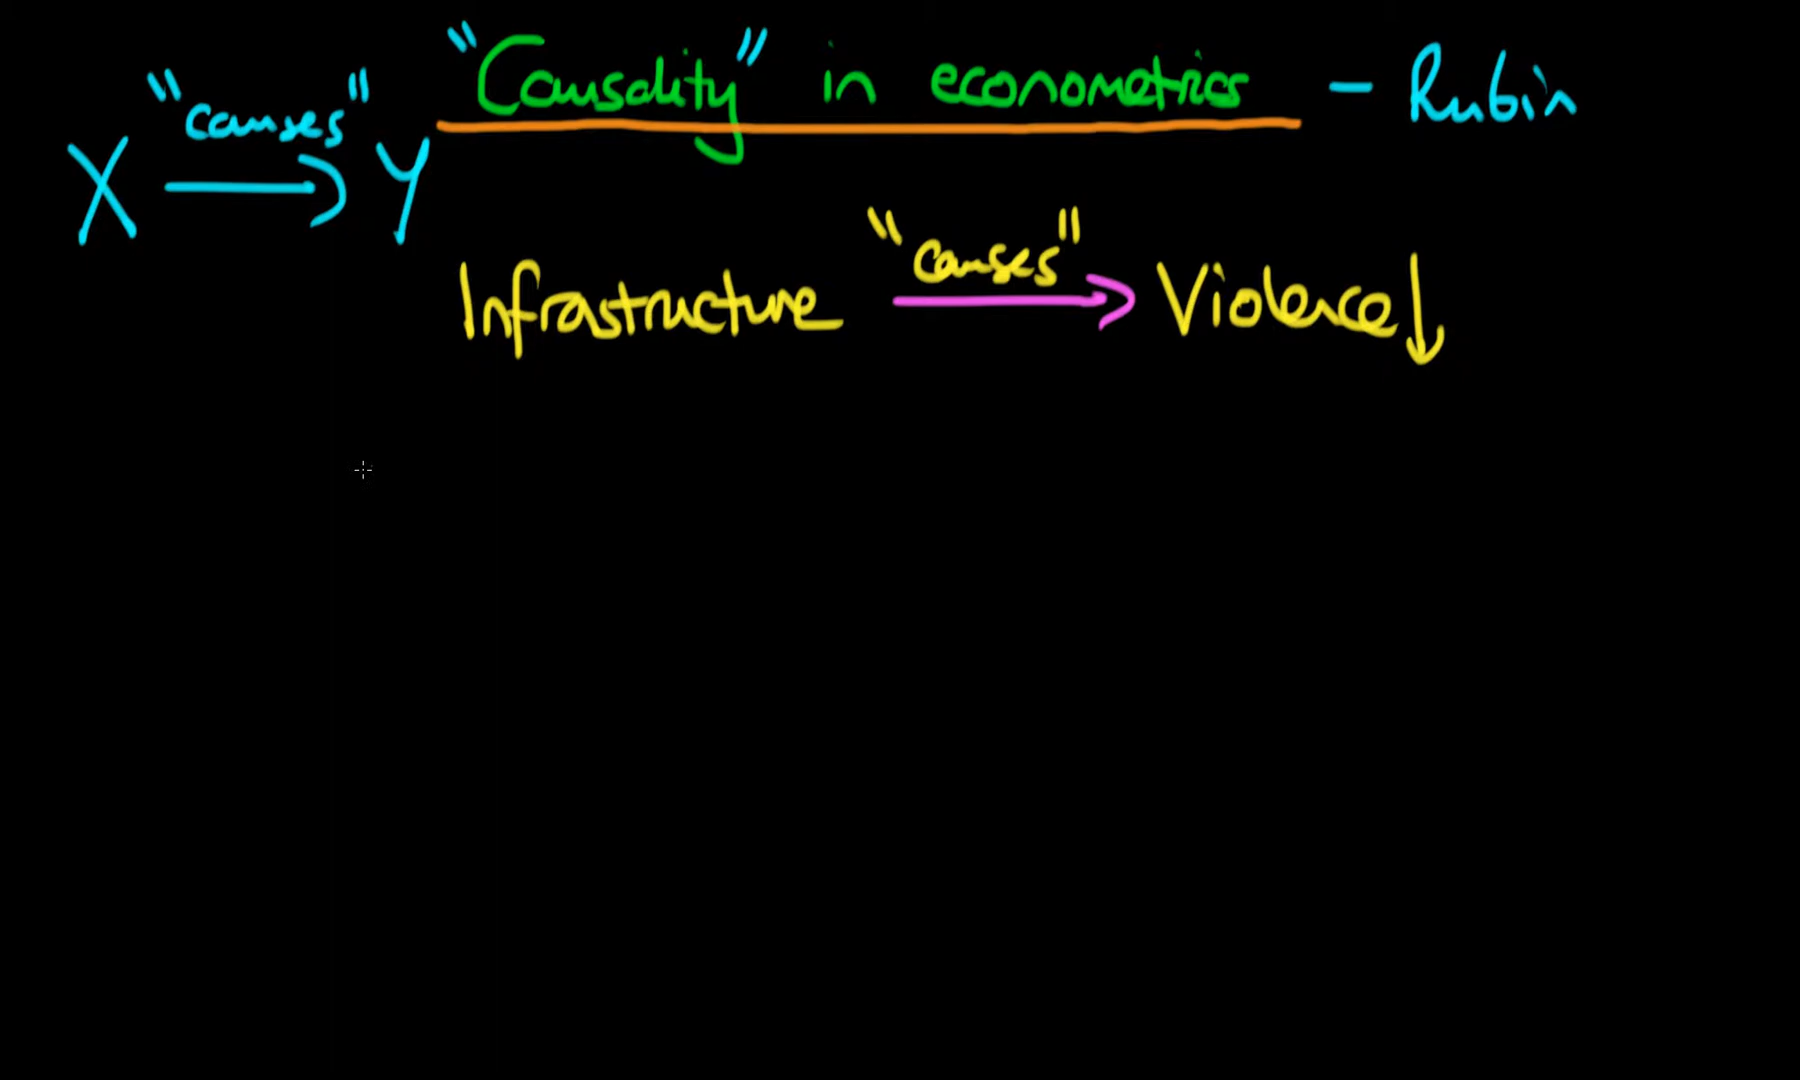 "Causality" in econometrics - Rubin
X "causes" → Y
Infrastructure "causes" → Violence ↓